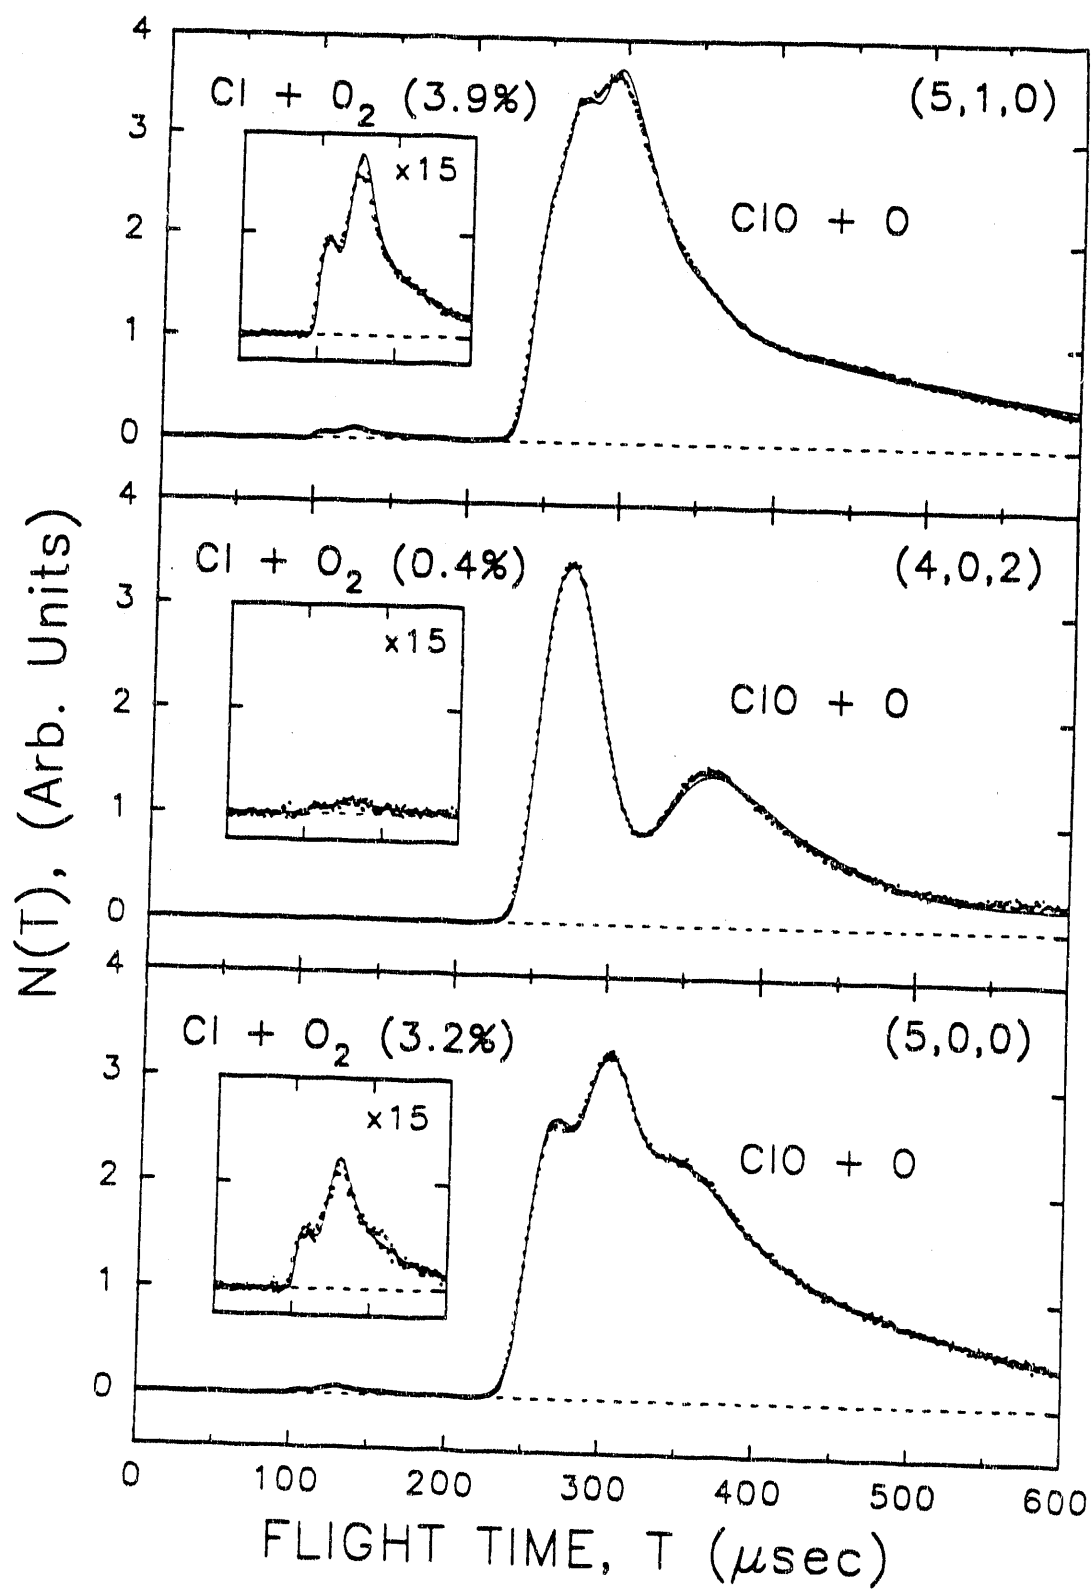 4
Cl + O2 (3.9%)
(5,1,0)
3
x15
ClO + O
2
1
0
4
Cl + O2 (0.4%)
(4,0,2)
3
x15
ClO + O
2
1
0
4
Cl + O2 (3.2%)
(5,0,0)
3
x15
ClO + O
2
1
0
N(T), (Arb. Units)
0 100 200 300 400 500 600
FLIGHT TIME, T (μsec)